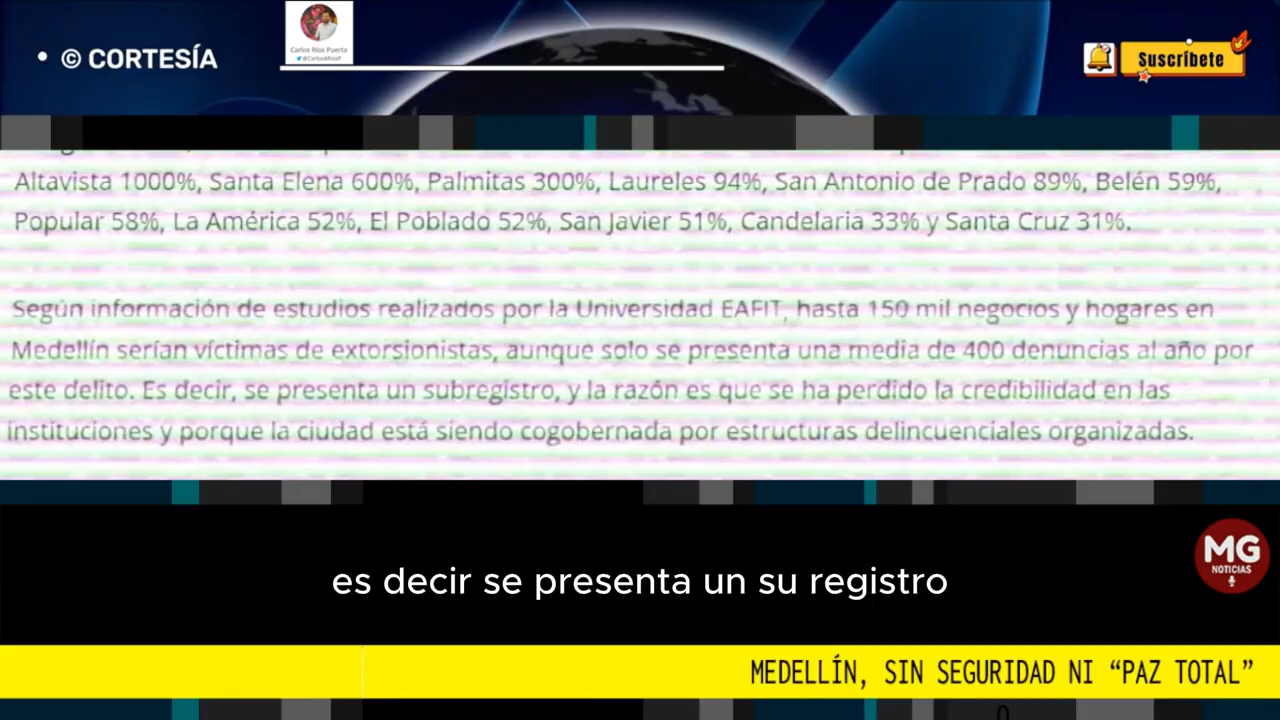 • © CORTESÍA
Carlos Ríos Puerta
@CarlosARiosP
Suscríbete
Altavista 1000%, Santa Elena 600%, Palmitas 300%, Laureles 94%, San Antonio de Prado 89%, Belén 59%,
Popular 58%, La América 52%, El Poblado 52%, San Javier 51%, Candelaria 33% y Santa Cruz 31%.
Según información de estudios realizados por la Universidad EAFIT, hasta 150 mil negocios y hogares en
Medellín serían víctimas de extorsionistas, aunque solo se presenta una media de 400 denuncias al año por
este delito. Es decir, se presenta un subregistro, y la razón es que se ha perdido la credibilidad en las
instituciones y porque la ciudad está siendo cogobernada por estructuras delincuenciales organizadas.
es decir se presenta un su registro
MG
NOTICIAS
MEDELLÍN, SIN SEGURIDAD NI “PAZ TOTAL”